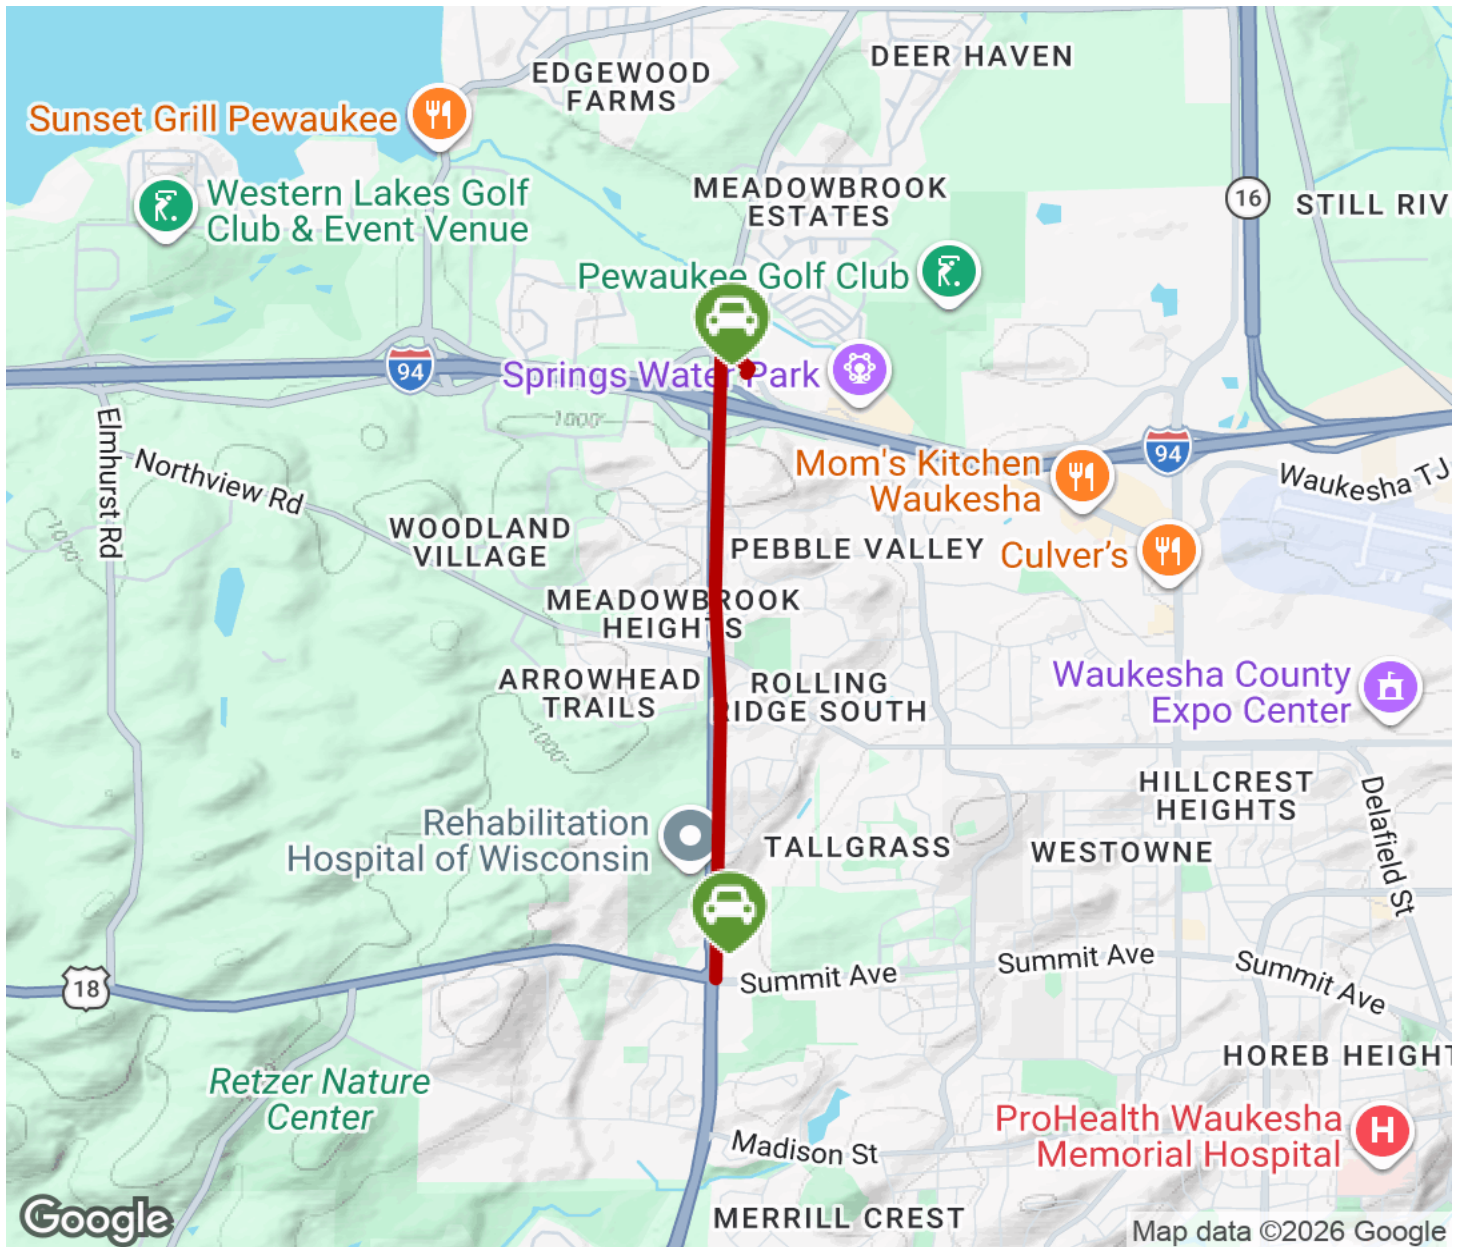 DEER HAVEN
EDGEWOOD
FARMS
Sunset Grill Pewaukee
Western Lakes Golf
Club & Event Venue
MEADOWBROOK
ESTATES
16
STILL RIV
Pewaukee Golf Club
94
Springs Water Park
1000'
Elmhurst Rd
Northview Rd
Mom's Kitchen
Waukesha
94
Waukesha TJ
1000'
WOODLAND
VILLAGE
PEBBLE VALLEY
Culver's
MEADOWBROOK
HEIGHTS
ARROWHEAD
TRAILS
ROLLING
RIDGE SOUTH
Waukesha County
Expo Center
1000'
HILLCREST
HEIGHTS
Delafield St
Rehabilitation
Hospital of Wisconsin
TALLGRASS
WESTOWNE
18
Summit Ave
Summit Ave
Summit Ave
HOREB HEIGHT
Retzer Nature
Center
ProHealth Waukesha
Memorial Hospital
H
Madison St
MERRILL CREST
Google
Map data ©2026 Google